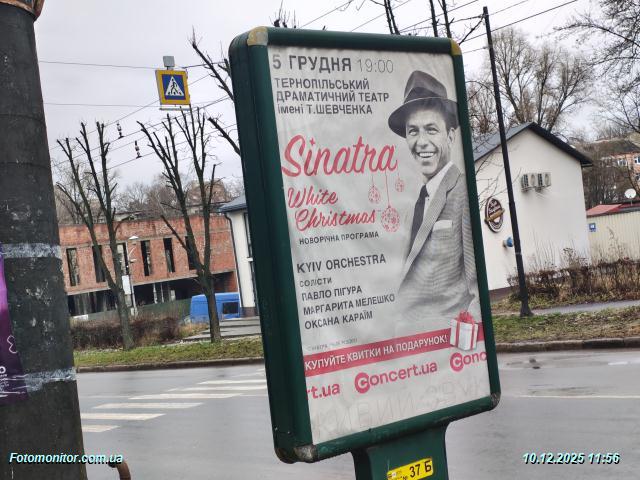 5 ГРУДНЯ 19:00
ТЕРНОПІЛЬСЬКИЙ
ДРАМАТИЧНИЙ ТЕАТР
імені Т.ШЕВЧЕНКА
Sinatra
White
Christmas
НОВОРІЧНА ПРОГРАМА
KYIV ORCHESTRA
СОЛІСТИ
ПАВЛО ПІГУРА
МАРГАРИТА МЕЛЕШКО
ОКСАНА КАРАЇМ
КУПУЙТЕ КВИТКИ НА ПОДАРУНОК!
rt.ua Concert.ua Conc
37 Б
Fotomonitor.com.ua
10.12.2025 11:56